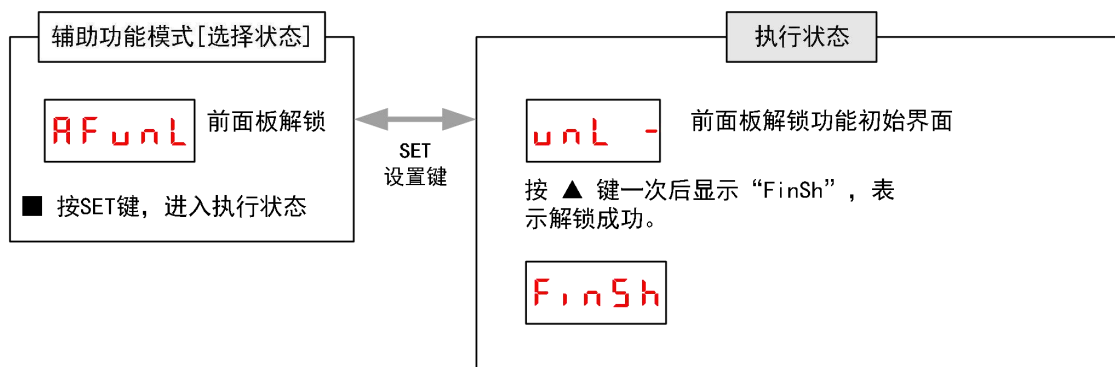 辅助功能模式[选择状态]
AFunL
前面板解锁
■ 按SET键，进入执行状态
SET
设置键
执行状态
unL -
前面板解锁功能初始界面
按 ▲ 键一次后显示“FinSh”，表
示解锁成功。
FinSh